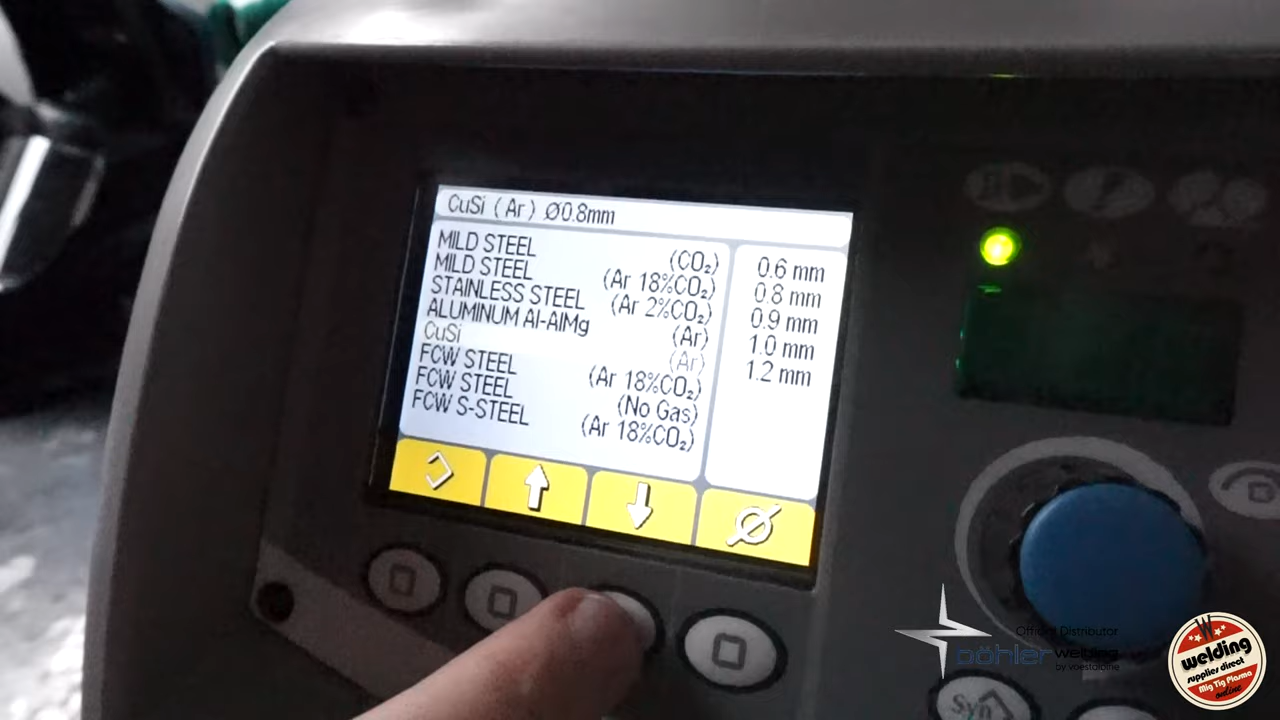 CuSi (Ar) Ø0.8mm
MILD STEEL (CO₂)
MILD STEEL (Ar 18%CO₂)
STAINLESS STEEL (Ar 2%CO₂)
ALUMINUM Al-AlMg (Ar)
CuSi (Ar)
FCW STEEL (Ar 18%CO₂)
FCW STEEL (No Gas)
FCW S-STEEL (Ar 18%CO₂)
0.6 mm
0.8 mm
0.9 mm
1.0 mm
1.2 mm
Syn
Official Distributor
böhler welding
by voestalpine
W
welding
supplies direct
Mig Tig Plasma
online